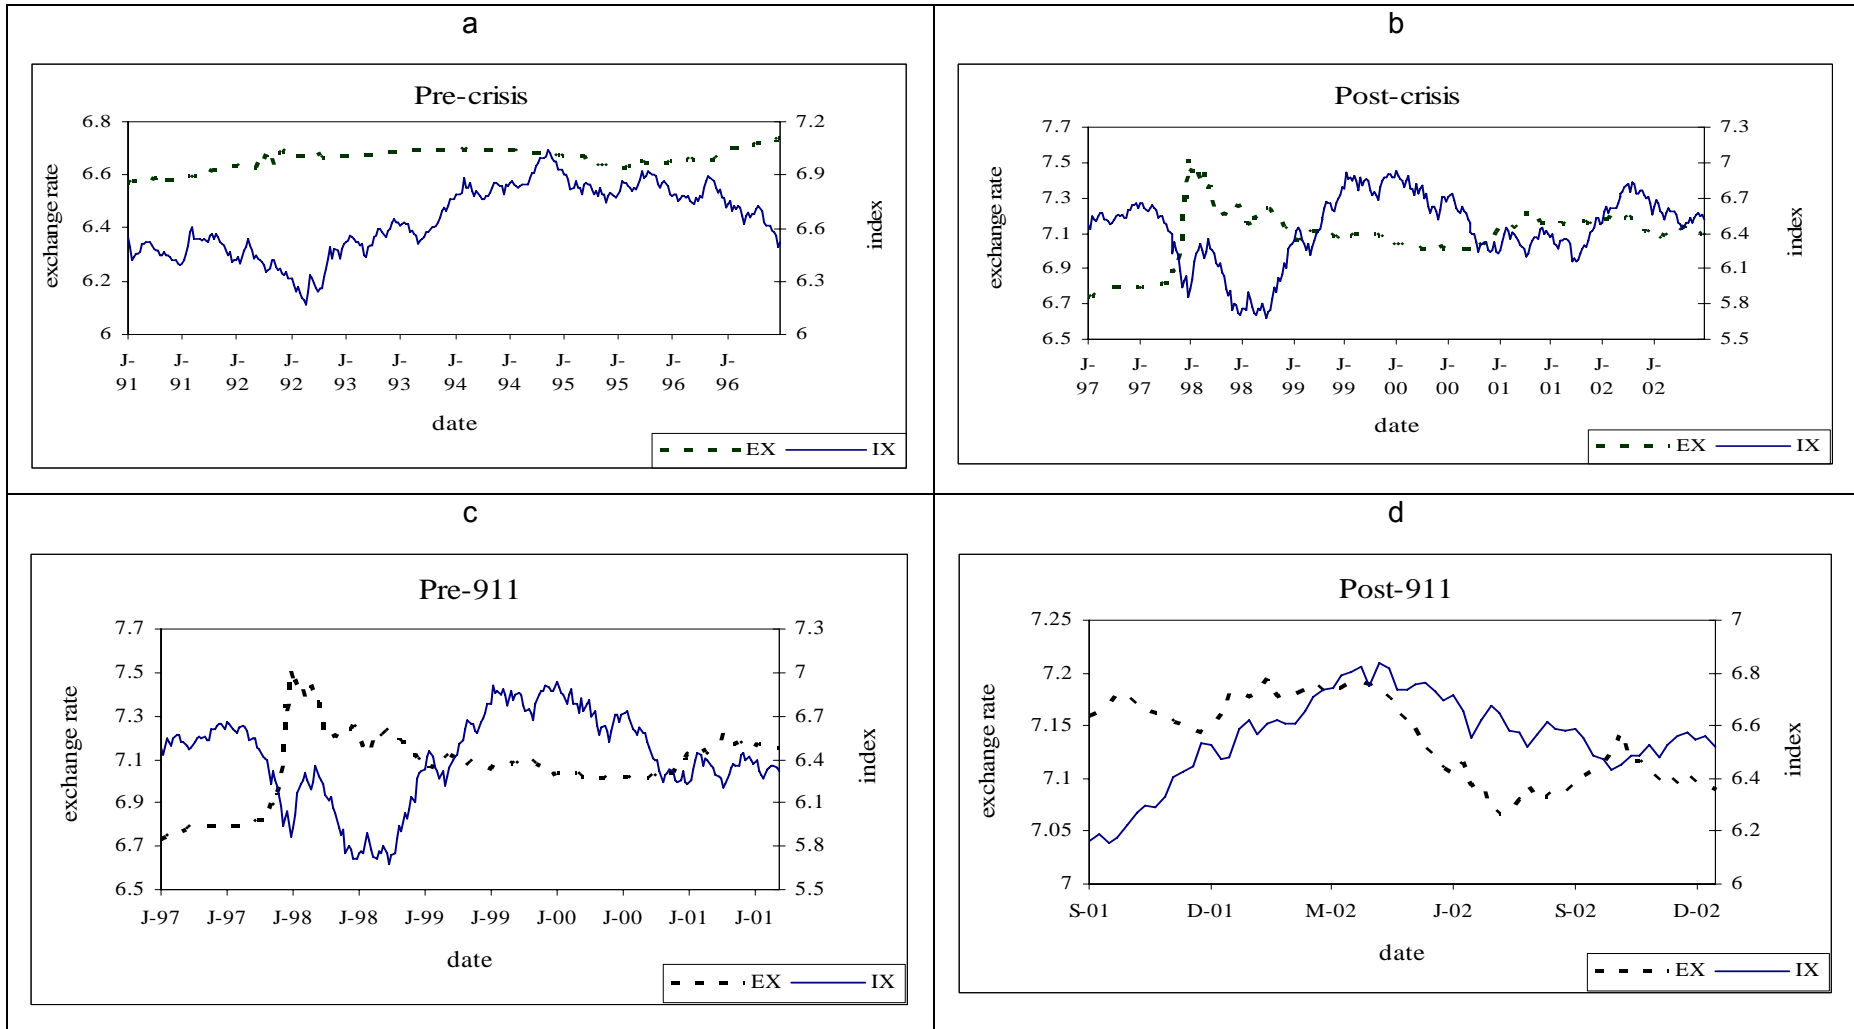 a
Pre-crisis
exchange rate
6.8
6.6
6.4
6.2
6
7.2
6.9
6.6
6.3
6
index
J-91 J-91 J-92 J-92 J-93 J-93 J-94 J-94 J-95 J-95 J-96 J-96
date
EX IX
b
Post-crisis
exchange rate
7.7
7.5
7.3
7.1
6.9
6.7
6.5
7.3
7
6.7
6.4
6.1
5.8
5.5
index
J-97 J-97 J-98 J-98 J-99 J-99 J-00 J-00 J-01 J-01 J-02 J-02
date
EX IX
c
Pre-911
exchange rate
7.7
7.5
7.3
7.1
6.9
6.7
6.5
7.3
7
6.7
6.4
6.1
5.8
5.5
index
J-97 J-97 J-98 J-98 J-99 J-99 J-00 J-00 J-01 J-01
date
EX IX
d
Post-911
exchange rate
7.25
7.2
7.15
7.1
7.05
7
7
6.8
6.6
6.4
6.2
6
index
S-01 D-01 M-02 J-02 S-02 D-02
date
EX IX